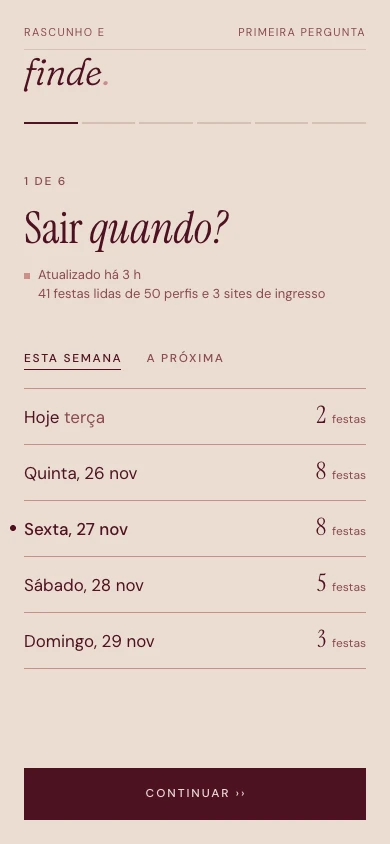 RASCUNHO E
PRIMEIRA PERGUNTA
finde.
1 DE 6
Sair quando?
Atualizado há 3 h
41 festas lidas de 50 perfis e 3 sites de ingresso
ESTA SEMANA
A PRÓXIMA
Hoje terça
2 festas
Quinta, 26 nov
8 festas
Sexta, 27 nov
8 festas
Sábado, 28 nov
5 festas
Domingo, 29 nov
3 festas
CONTINUAR ››